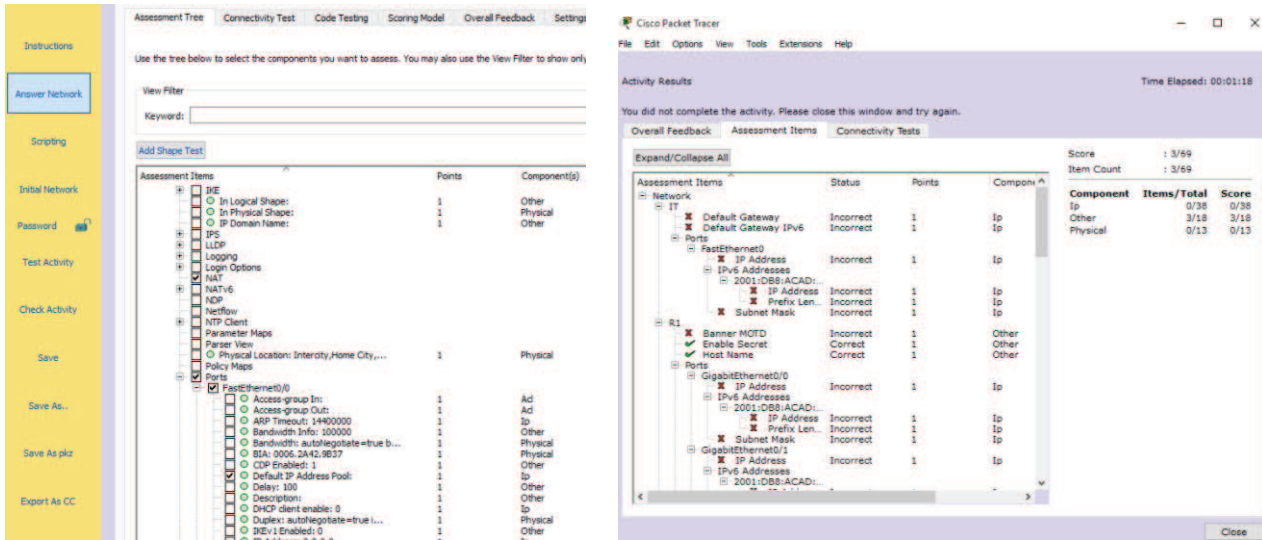 Instructions
Answer Network
Scripting
Initial Network
Password
Test Activity
Check Activity
Save
Save As..
Save As pkz
Export As CC
Assessment Tree Connectivity Test Code Testing Scoring Model Overall Feedback Settings
Use the tree below to select the components you want to assess. You may also use the View Filter to show only
View Filter
Keyword:
Add Shape Test
Assessment Items Points Component(s)
IKE
In Logical Shape: 1 Other
In Physical Shape: 1 Physical
IP Domain Name: 1 Other
IPS
LLDP
Logging
Login Options
NAT
NATv6
NDP
Netflow
NTP Client
Parameter Maps
Parser View
Physical Location: Intercity,Home City,... 1 Physical
Policy Maps
Ports
FastEthernet0/0
Access-group In: 1 Acl
Access-group Out: 1 Acl
ARP Timeout: 14400000 1 Ip
Bandwidth Info: 100000 1 Other
Bandwidth: autoNegotiate=true b... 1 Physical
BIA: 0006.2A42.9B37 1 Physical
CDP Enabled: 1 1 Other
Default IP Address Pool: 1 Ip
Delay: 100 1 Other
Description: 1 Other
DHCP client enable: 0 1 Ip
Duplex: autoNegotiate=true i... 1 Physical
IKEv1 Enabled: 0 1 Other
Cisco Packet Tracer
File Edit Options View Tools Extensions Help
Activity Results Time Elapsed: 00:01:18
You did not complete the activity. Please close this window and try again.
Overall Feedback Assessment Items Connectivity Tests
Expand/Collapse All
Assessment Items Status Points Compone
Network
IT
Default Gateway Incorrect 1 Ip
Default Gateway IPv6 Incorrect 1 Ip
Ports
FastEthernet0
IP Address Incorrect 1 Ip
IPv6 Addresses
2001:DB8:ACAD:...
IP Address Incorrect 1 Ip
Prefix Len... Incorrect 1 Ip
Subnet Mask Incorrect 1 Ip
R1
Banner MOTD Incorrect 1 Other
Enable Secret Correct 1 Other
Host Name Correct 1 Other
Ports
GigabitEthernet0/0
IP Address Incorrect 1 Ip
IPv6 Addresses
2001:DB8:ACAD:...
IP Address Incorrect 1 Ip
Prefix Len... Incorrect 1 Ip
Subnet Mask Incorrect 1 Ip
GigabitEthernet0/1
IP Address Incorrect 1 Ip
IPv6 Addresses
2001:DB8:ACAD:...
Score : 3/69
Item Count : 3/69
Component Items/Total Score
Ip 0/38 0/38
Other 3/18 3/18
Physical 0/13 0/13
Close